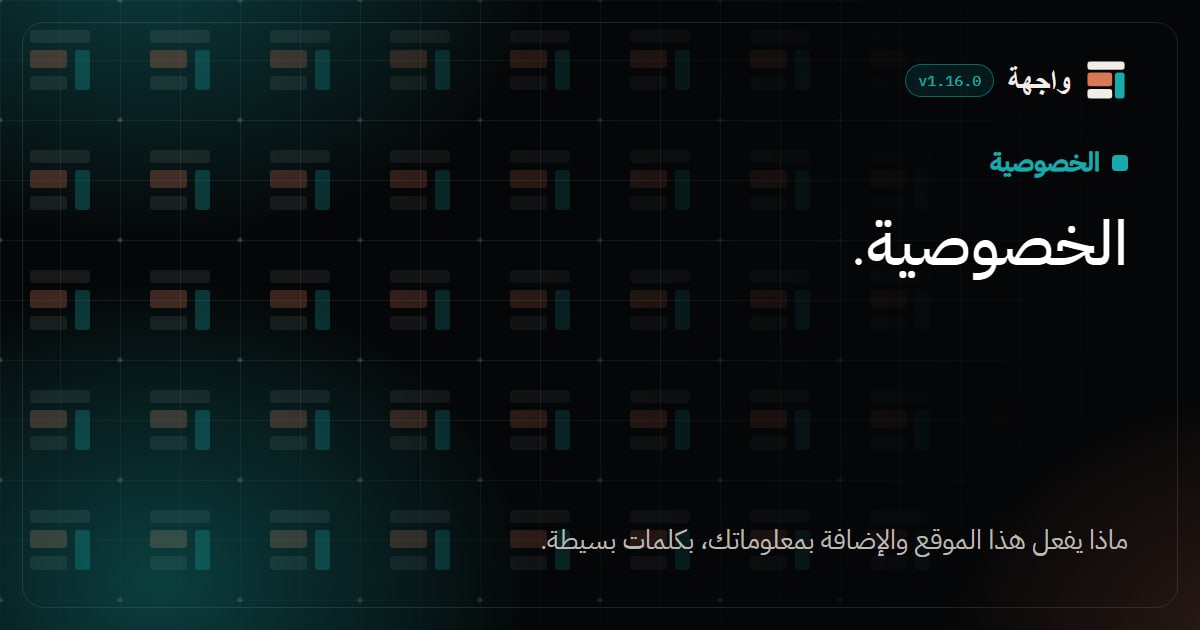 واجهة v1.16.0
الخصوصية
الخصوصية.
ماذا يفعل هذا الموقع والإضافة بمعلوماتك، بكلمات بسيطة.